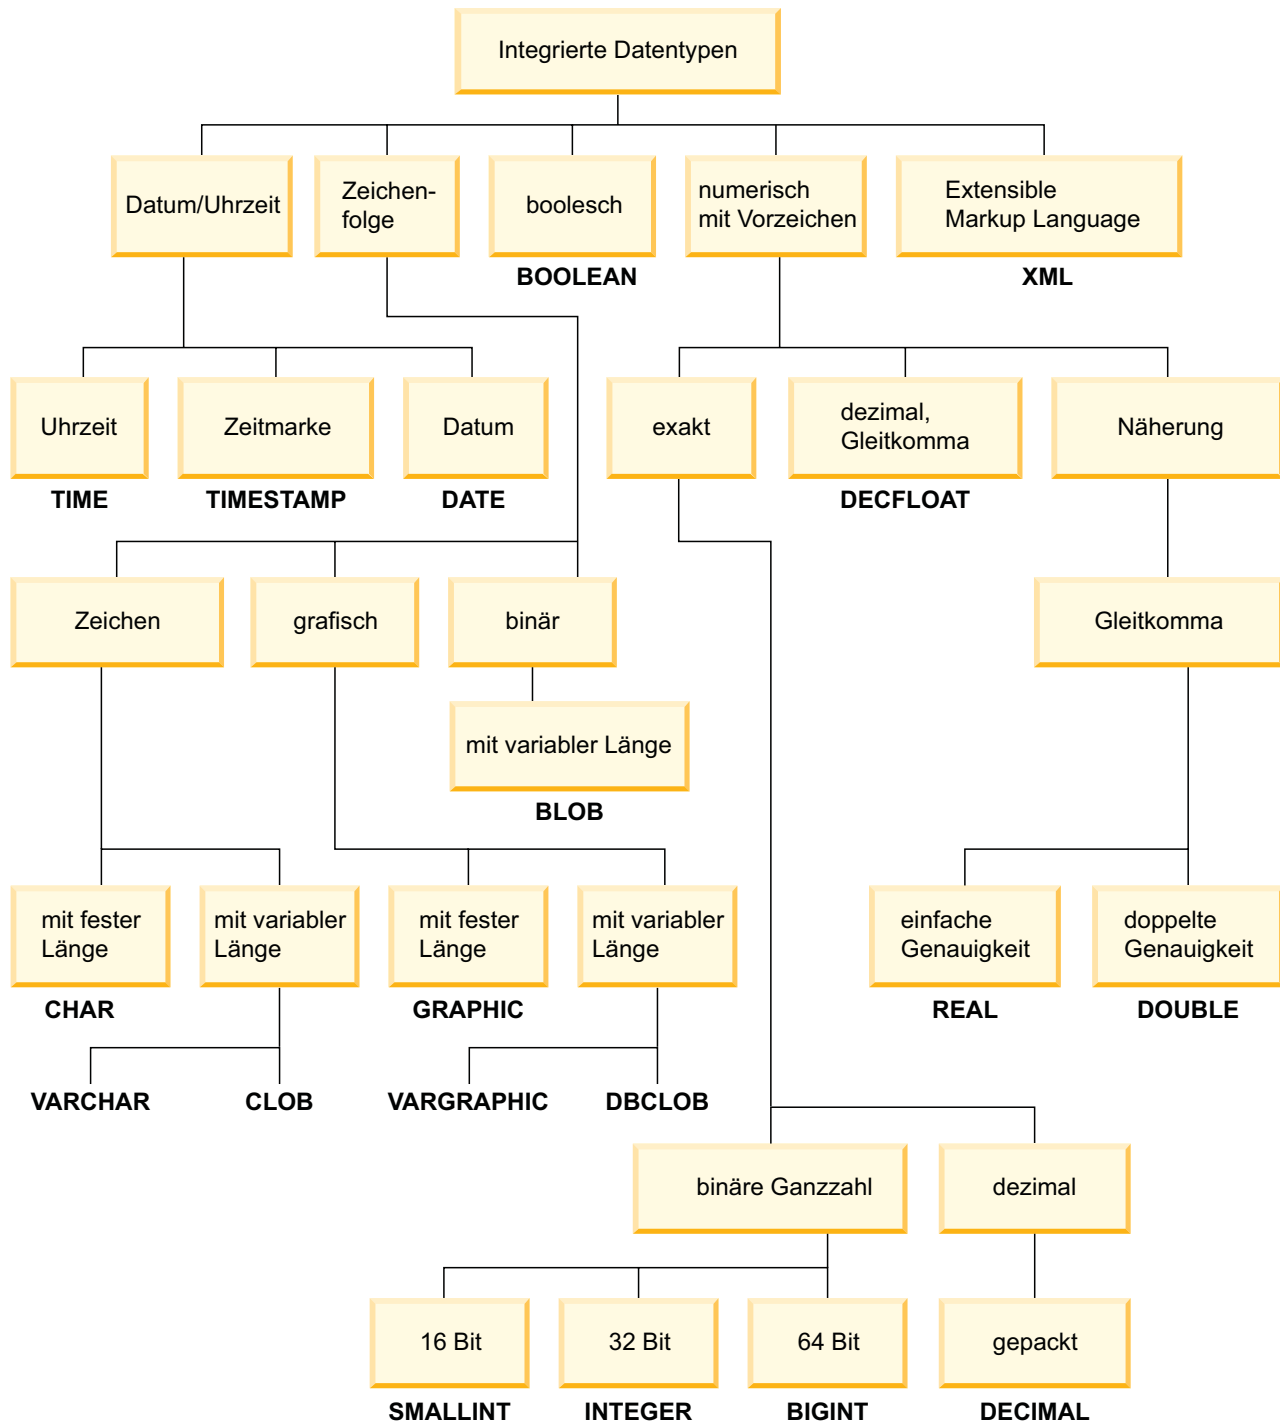 Integrierte Datentypen
Datum/Uhrzeit
Zeichen-
folge
boolesch
numerisch
mit Vorzeichen
Extensible
Markup Language
BOOLEAN
XML
Uhrzeit
Zeitmarke
Datum
exakt
dezimal,
Gleitkomma
Näherung
TIME
TIMESTAMP
DATE
DECFLOAT
Zeichen
grafisch
binär
Gleitkomma
mit variabler Länge
BLOB
mit fester
Länge
mit variabler
Länge
mit fester
Länge
mit variabler
Länge
einfache
Genauigkeit
doppelte
Genauigkeit
CHAR
GRAPHIC
REAL
DOUBLE
VARCHAR
CLOB
VARGRAPHIC
DBCLOB
binäre Ganzzahl
dezimal
16 Bit
32 Bit
64 Bit
gepackt
SMALLINT
INTEGER
BIGINT
DECIMAL